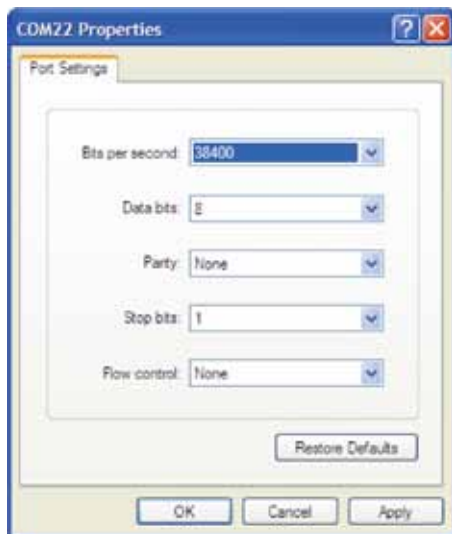 COM22 Properties
Port Settings
Bits per second: 38400
Data bits: 8
Parity: None
Stop bits: 1
Flow control: None
Restore Defaults
OK Cancel Apply